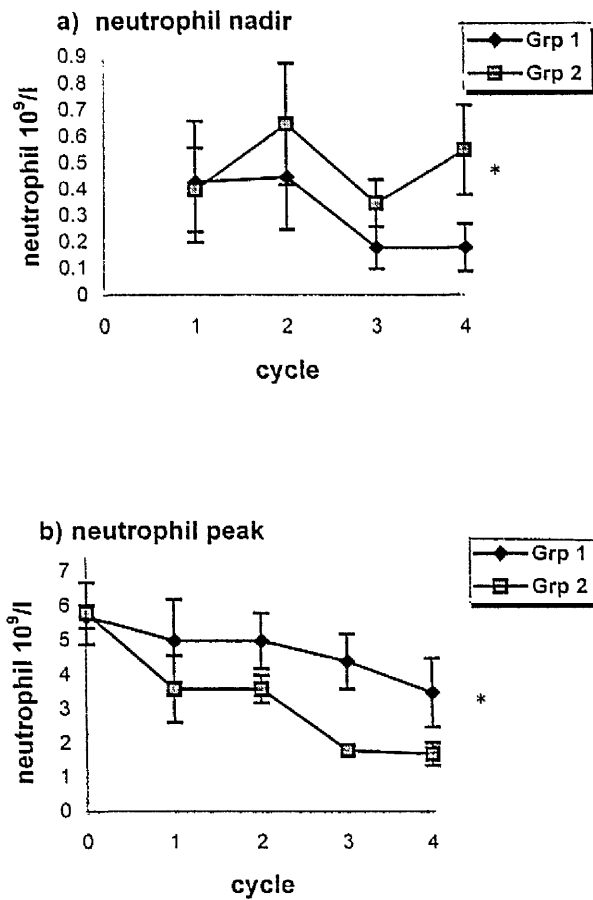 a) neutrophil nadir
Grp 1
Grp 2
neutrophil 10⁹/l
0.9
0.8
0.7
0.6
0.5
0.4
0.3
0.2
0.1
0
0 1 2 3 4
*
cycle
b) neutrophil peak
Grp 1
Grp 2
neutrophil 10⁹/l
7
6
5
4
3
2
1
0
0 1 2 3 4
*
cycle